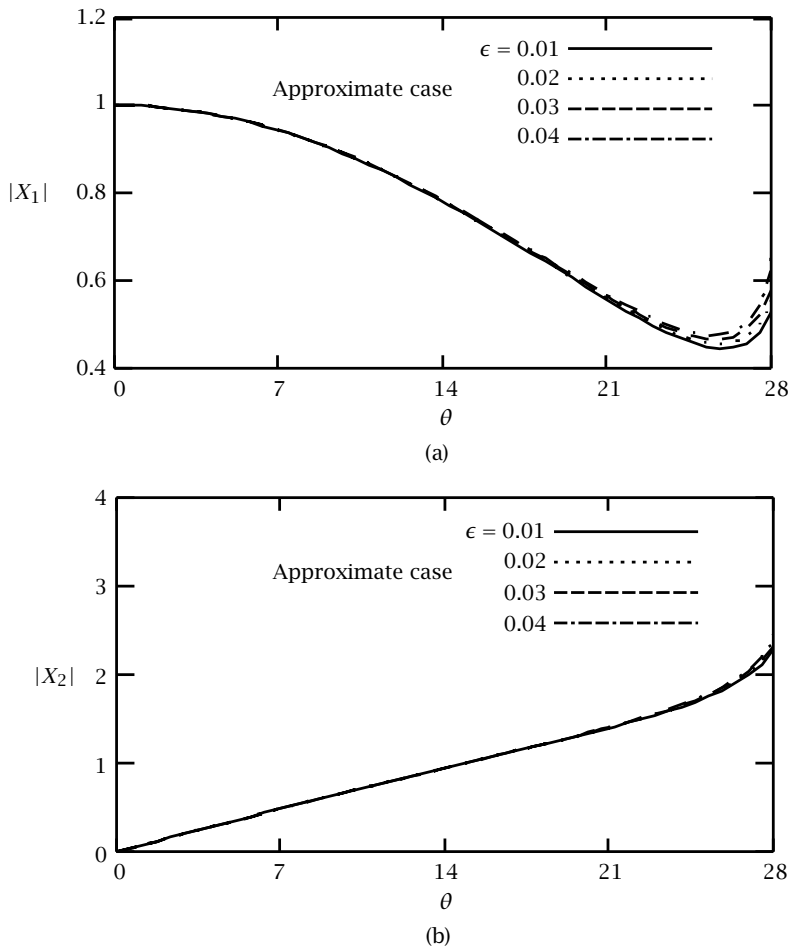 1.2
1
0.8
0.6
0.4
|X₁|
Approximate case
ϵ = 0.01
0.02
0.03
0.04
0 7 14 21 28
θ
(a)
4
3
2
1
0
|X₂|
Approximate case
ϵ = 0.01
0.02
0.03
0.04
0 7 14 21 28
θ
(b)